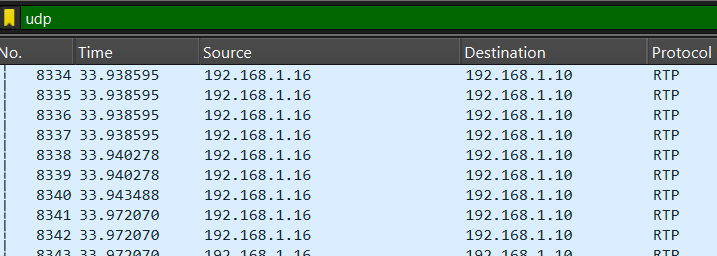 udp
No. Time Source Destination Protocol
8334 33.938595 192.168.1.16 192.168.1.10 RTP
8335 33.938595 192.168.1.16 192.168.1.10 RTP
8336 33.938595 192.168.1.16 192.168.1.10 RTP
8337 33.938595 192.168.1.16 192.168.1.10 RTP
8338 33.940278 192.168.1.16 192.168.1.10 RTP
8339 33.940278 192.168.1.16 192.168.1.10 RTP
8340 33.943488 192.168.1.16 192.168.1.10 RTP
8341 33.972070 192.168.1.16 192.168.1.10 RTP
8342 33.972070 192.168.1.16 192.168.1.10 RTP
8343 33.972070 192.168.1.16 192.168.1.10 RTP